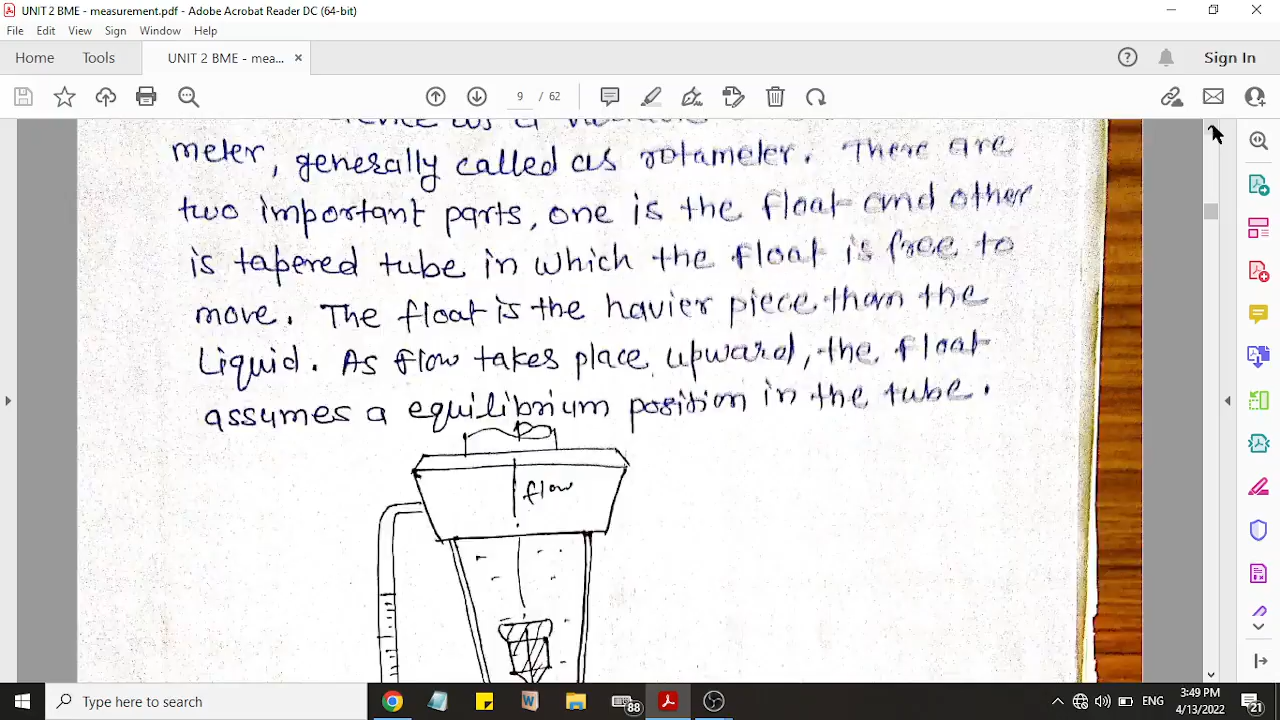 UNIT 2 BME - measurement.pdf - Adobe Acrobat Reader DC (64-bit)
File Edit View Sign Window Help
Home Tools UNIT 2 BME - mea... × Sign In
9 / 62
meter, generally called as rotameter. There are
two important parts, one is the float and other
is tapered tube in which the float is free to
move. The float is the havier piece than the
Liquid. As flow takes place upward, the float
assumes a equilibrium position in the tube.
flow
Type here to search 88 ENG 3:49 PM
4/13/2022 21